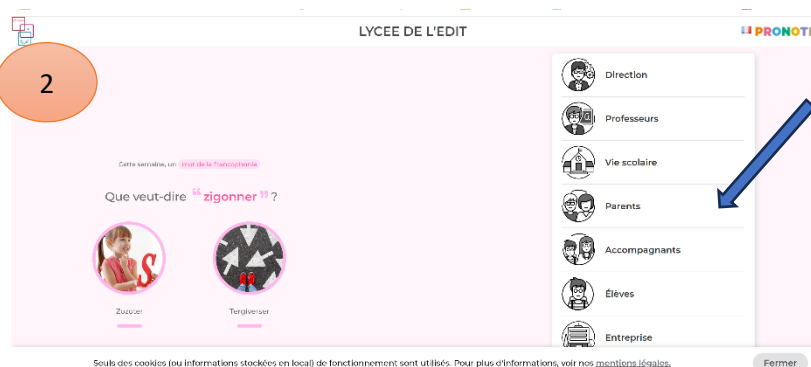 LYCEE DE L'EDIT
PRONOTE
2
Direction
Professeurs
Vie scolaire
Cette semaine, un mot de la francophonie
Que veut-dire “ zigonner ” ?
Parents
Accompagnants
Élèves
Zozoter
Tergiverser
Entreprise
Seuls des cookies (ou informations stockées en local) de fonctionnement sont utilisés. Pour plus d'informations, voir nos mentions légales.
Fermer